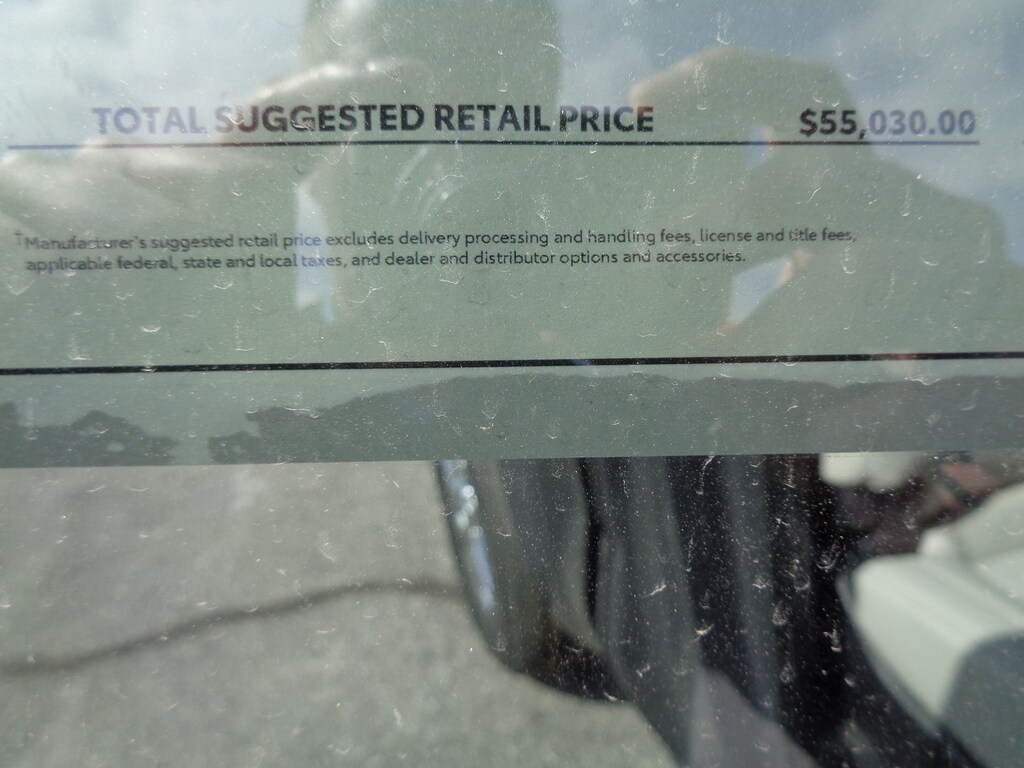 TOTAL SUGGESTED RETAIL PRICE $55,030.00
†Manufacturer's suggested retail price excludes delivery processing and handling fees, license and title fees,
applicable federal, state and local taxes, and dealer and distributor options and accessories.